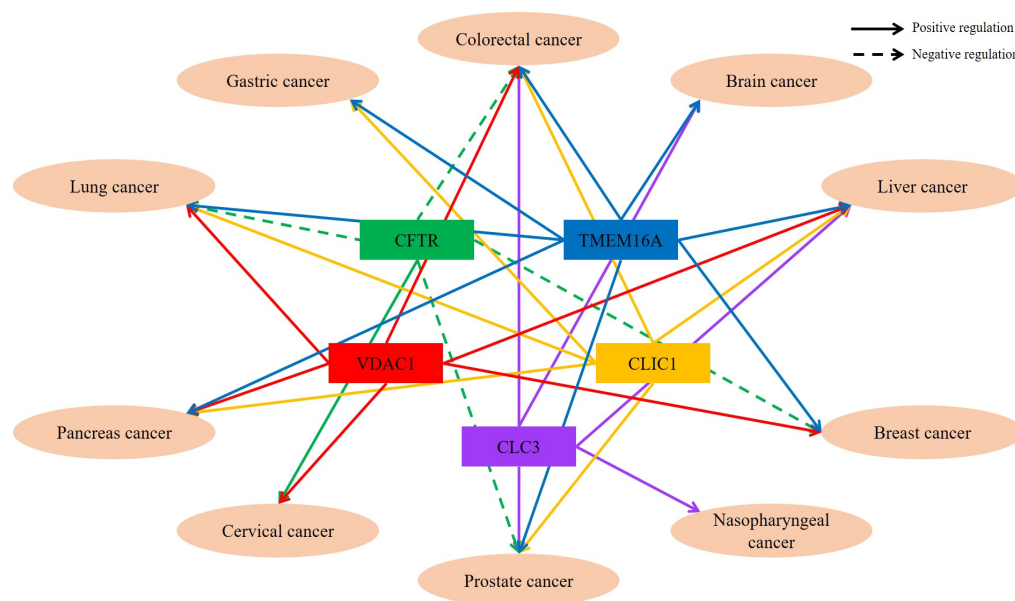 Colorectal cancer
Positive regulation
Negative regulation
Gastric cancer
Brain cancer
Lung cancer
Liver cancer
CFTR
TMEM16A
VDAC1
CLIC1
Pancreas cancer
CLC3
Breast cancer
Cervical cancer
Nasopharyngeal
cancer
Prostate cancer